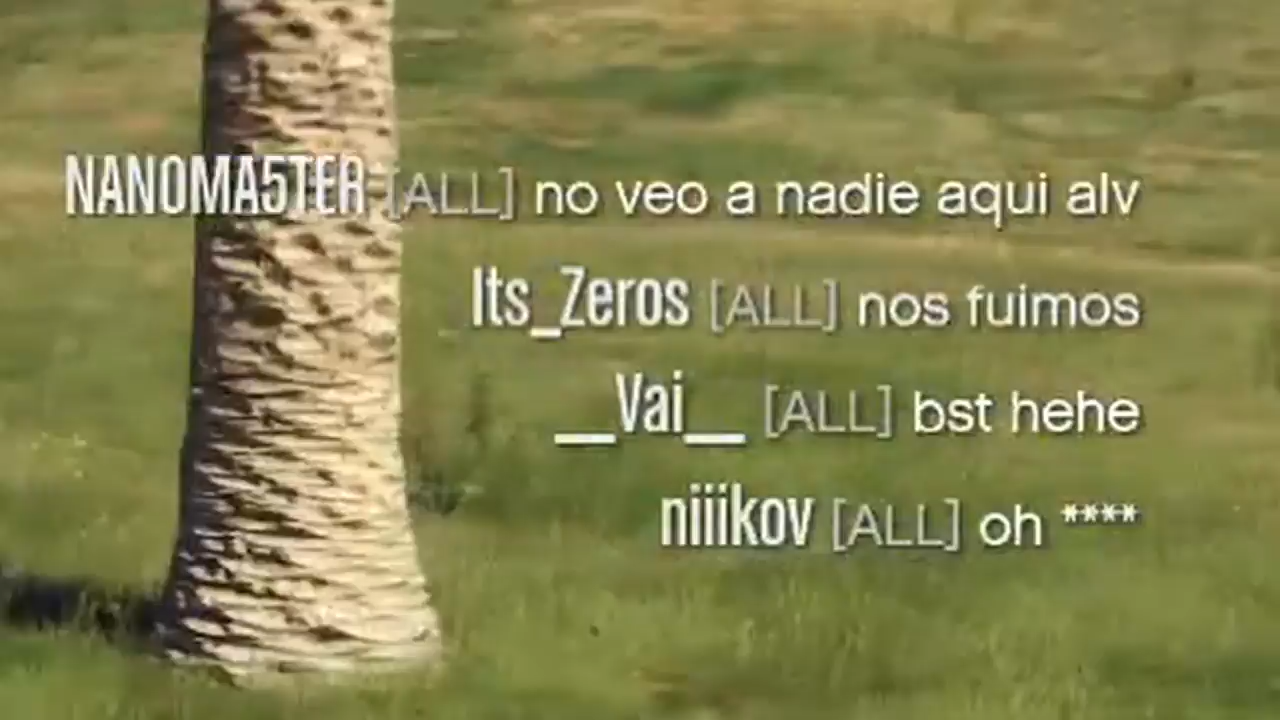 NANOMA5TER [ALL] no veo a nadie aqui alv
Its_Zeros [ALL] nos fuimos
__Vai__ [ALL] bst hehe
niiikov [ALL] oh ****